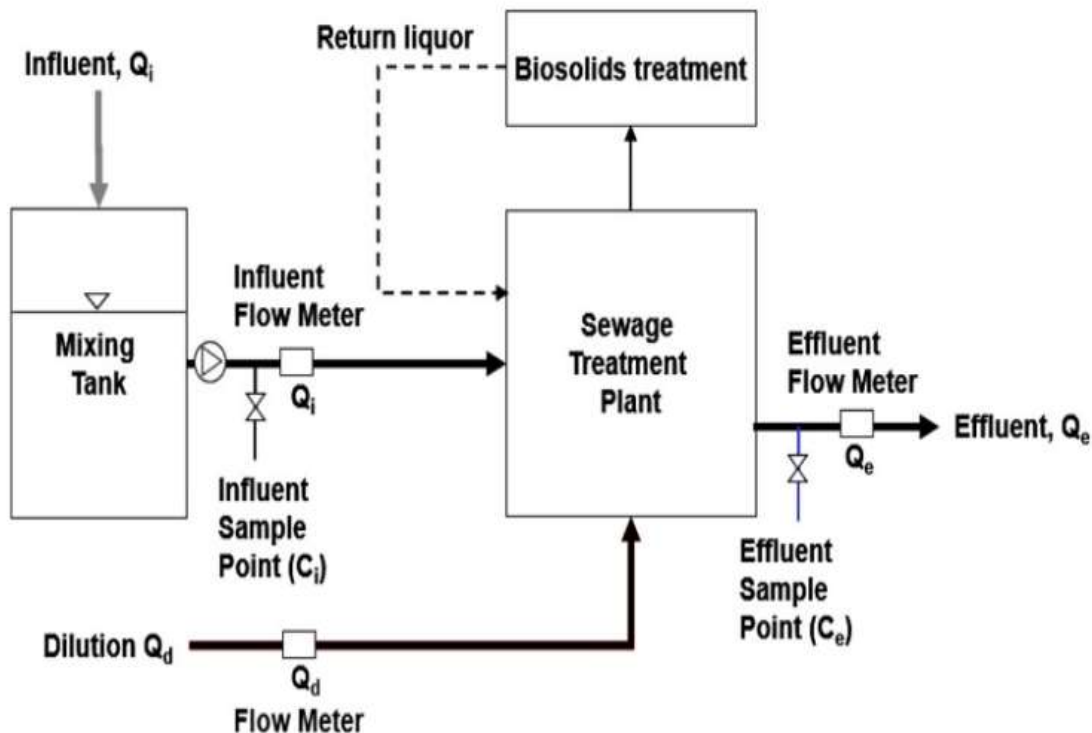 Return liquor
Influent, Qi
Biosolids treatment
Influent
Flow Meter
Mixing
Tank
Qi
Sewage
Treatment
Plant
Effluent
Flow Meter
Effluent, Qe
Qe
Influent
Sample
Point (Ci)
Effluent
Sample
Point (Ce)
Dilution Qd
Qd
Flow Meter